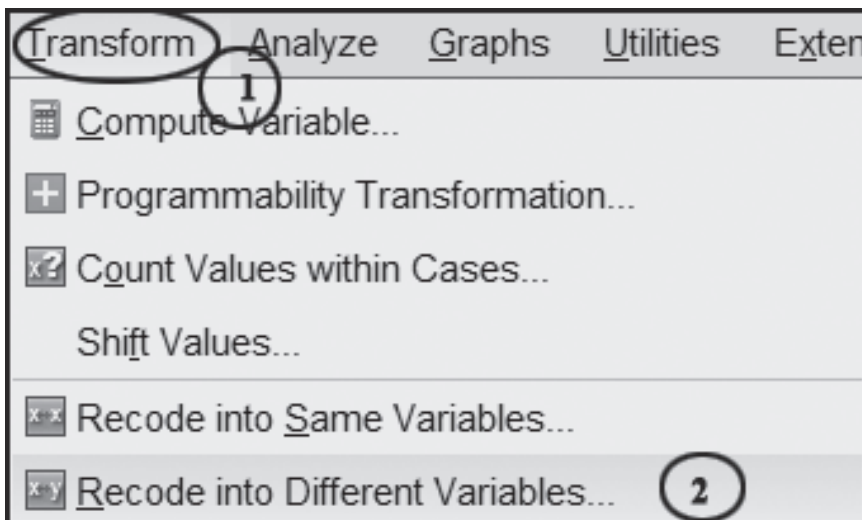 Transform Analyze Graphs Utilities Exten
1
Compute Variable...
Programmability Transformation...
x? Count Values within Cases...
Shift Values...
x-x Recode into Same Variables...
x-y Recode into Different Variables... 2